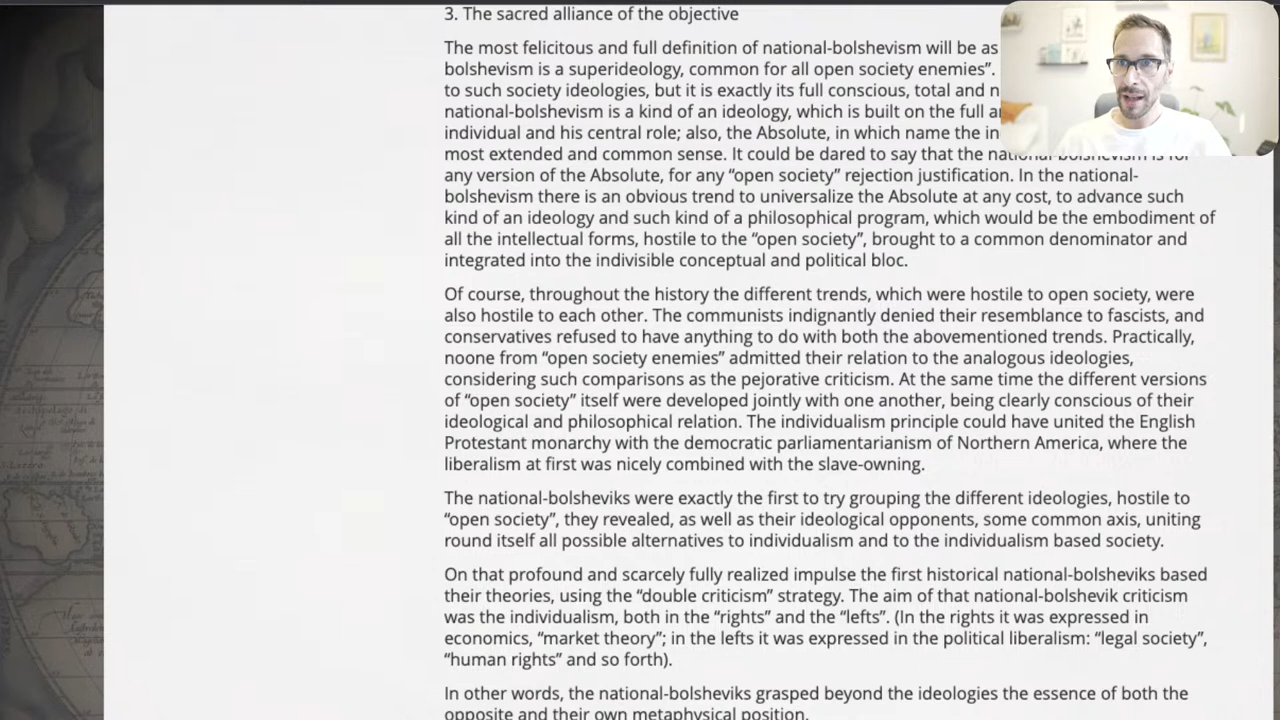 3. The sacred alliance of the objective
The most felicitous and full definition of national-bolshevism will be as
bolshevism is a superideology, common for all open society enemies”.
to such society ideologies, but it is exactly its full conscious, total and n
national-bolshevism is a kind of an ideology, which is built on the full a
individual and his central role; also, the Absolute, in which name the in
most extended and common sense. It could be dared to say that the national-bolshevism is for
any version of the Absolute, for any “open society” rejection justification. In the national-
bolshevism there is an obvious trend to universalize the Absolute at any cost, to advance such
kind of an ideology and such kind of a philosophical program, which would be the embodiment of
all the intellectual forms, hostile to the “open society”, brought to a common denominator and
integrated into the indivisible conceptual and political bloc.
Of course, throughout the history the different trends, which were hostile to open society, were
also hostile to each other. The communists indignantly denied their resemblance to fascists, and
conservatives refused to have anything to do with both the abovementioned trends. Practically,
noone from “open society enemies” admitted their relation to the analogous ideologies,
considering such comparisons as the pejorative criticism. At the same time the different versions
of “open society” itself were developed jointly with one another, being clearly conscious of their
ideological and philosophical relation. The individualism principle could have united the English
Protestant monarchy with the democratic parliamentarianism of Northern America, where the
liberalism at first was nicely combined with the slave-owning.
The national-bolsheviks were exactly the first to try grouping the different ideologies, hostile to
“open society”, they revealed, as well as their ideological opponents, some common axis, uniting
round itself all possible alternatives to individualism and to the individualism based society.
On that profound and scarcely fully realized impulse the first historical national-bolsheviks based
their theories, using the “double criticism” strategy. The aim of that national-bolshevik criticism
was the individualism, both in the “rights” and the “lefts”. (In the rights it was expressed in
economics, “market theory”; in the lefts it was expressed in the political liberalism: “legal society”,
“human rights” and so forth).
In other words, the national-bolsheviks grasped beyond the ideologies the essence of both the
opposite and their own metaphysical position.